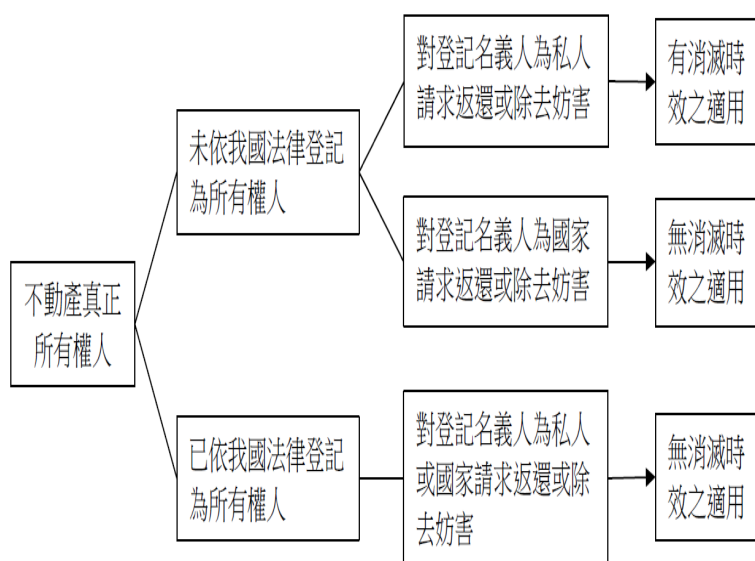 不動產真正
所有權人
未依我國法律登記
為所有權人
對登記名義人為私人
請求返還或除去妨害
有消滅時
效之適用
對登記名義人為國家
請求返還或除去妨害
無消滅時
效之適用
已依我國法律登記
為所有權人
對登記名義人為私人
或國家請求返還或除
去妨害
無消滅時
效之適用